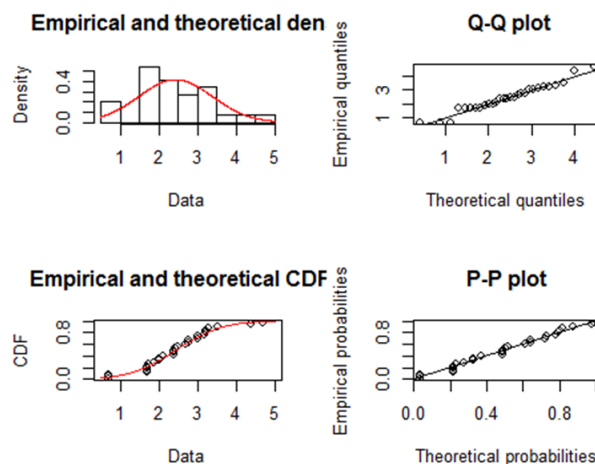 Empirical and theoretical den
Density
0.0 0.4
1 2 3 4 5
Data
Q-Q plot
Empirical quantiles
1 3
0 1 2 3 4
Theoretical quantiles
Empirical and theoretical CDF
CDF
0.0 0.8
1 2 3 4 5
Data
P-P plot
Empirical probabilities
0.0 0.8
0.0 0.4 0.8
Theoretical probabilities